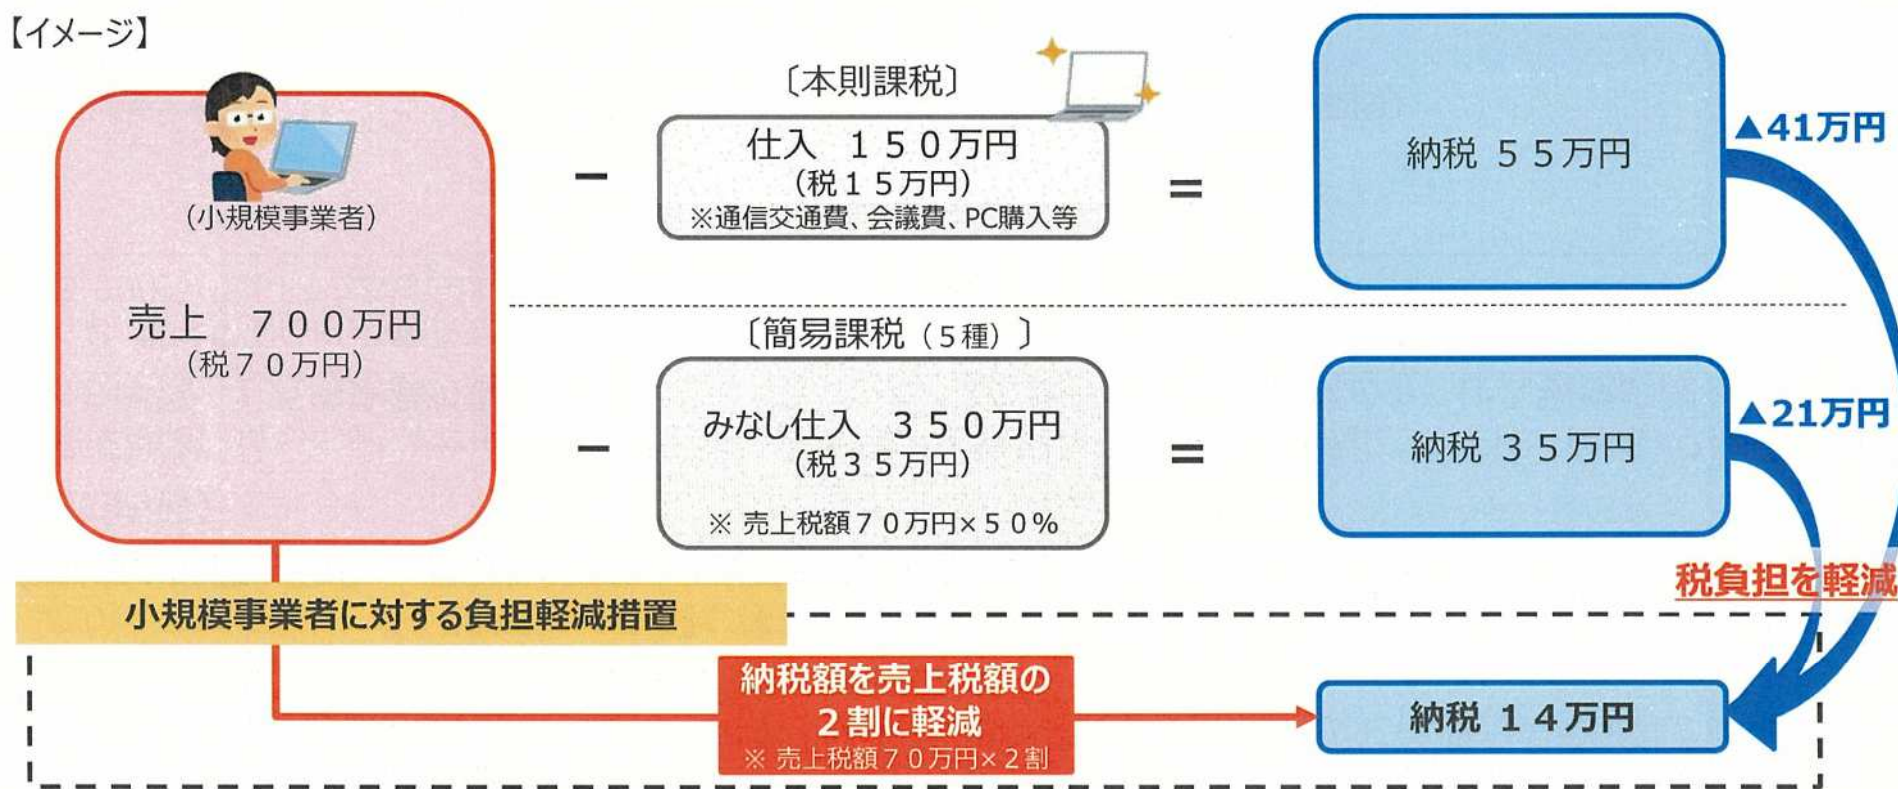 【イメージ】
(小規模事業者)
売上 700万円
(税70万円)
〔本則課税〕
－
仕入 150万円
(税15万円)
※通信交通費、会議費、PC購入等
＝
納税 55万円
▲41万円
〔簡易課税(5種)〕
－
みなし仕入 350万円
(税35万円)
※ 売上税額70万円×50%
＝
納税 35万円
▲21万円
税負担を軽減
小規模事業者に対する負担軽減措置
納税額を売上税額の
2割に軽減
※ 売上税額70万円×2割
納税 14万円